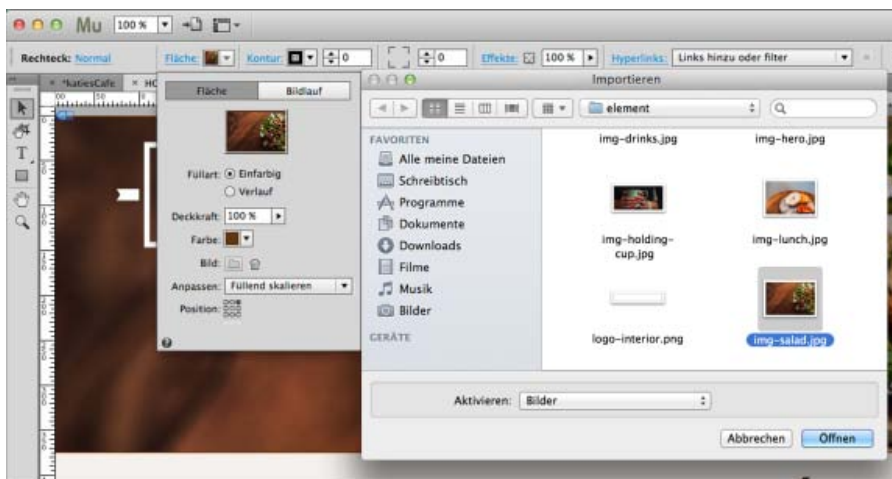 Mu 100 %
Rechteck: Normal Fläche: Kontur: 0 0 Effekte: 100 % Hyperlinks: Links hinzu oder filter
*katiesCafe × HO
Importieren
Fläche Bildlauf
element
Füllart: Einfarbig
Verlauf
Deckkraft: 100 %
Farbe:
Bild:
Anpassen: Füllend skalieren
Position:
FAVORITEN
Alle meine Dateien
Schreibtisch
Programme
Dokumente
Downloads
Filme
Musik
Bilder
GERÄTE
img-drinks.jpg img-hero.jpg
img-holding-
cup.jpg
img-lunch.jpg
logo-interior.png img-salad.jpg
Aktivieren: Bilder
Abbrechen Öffnen